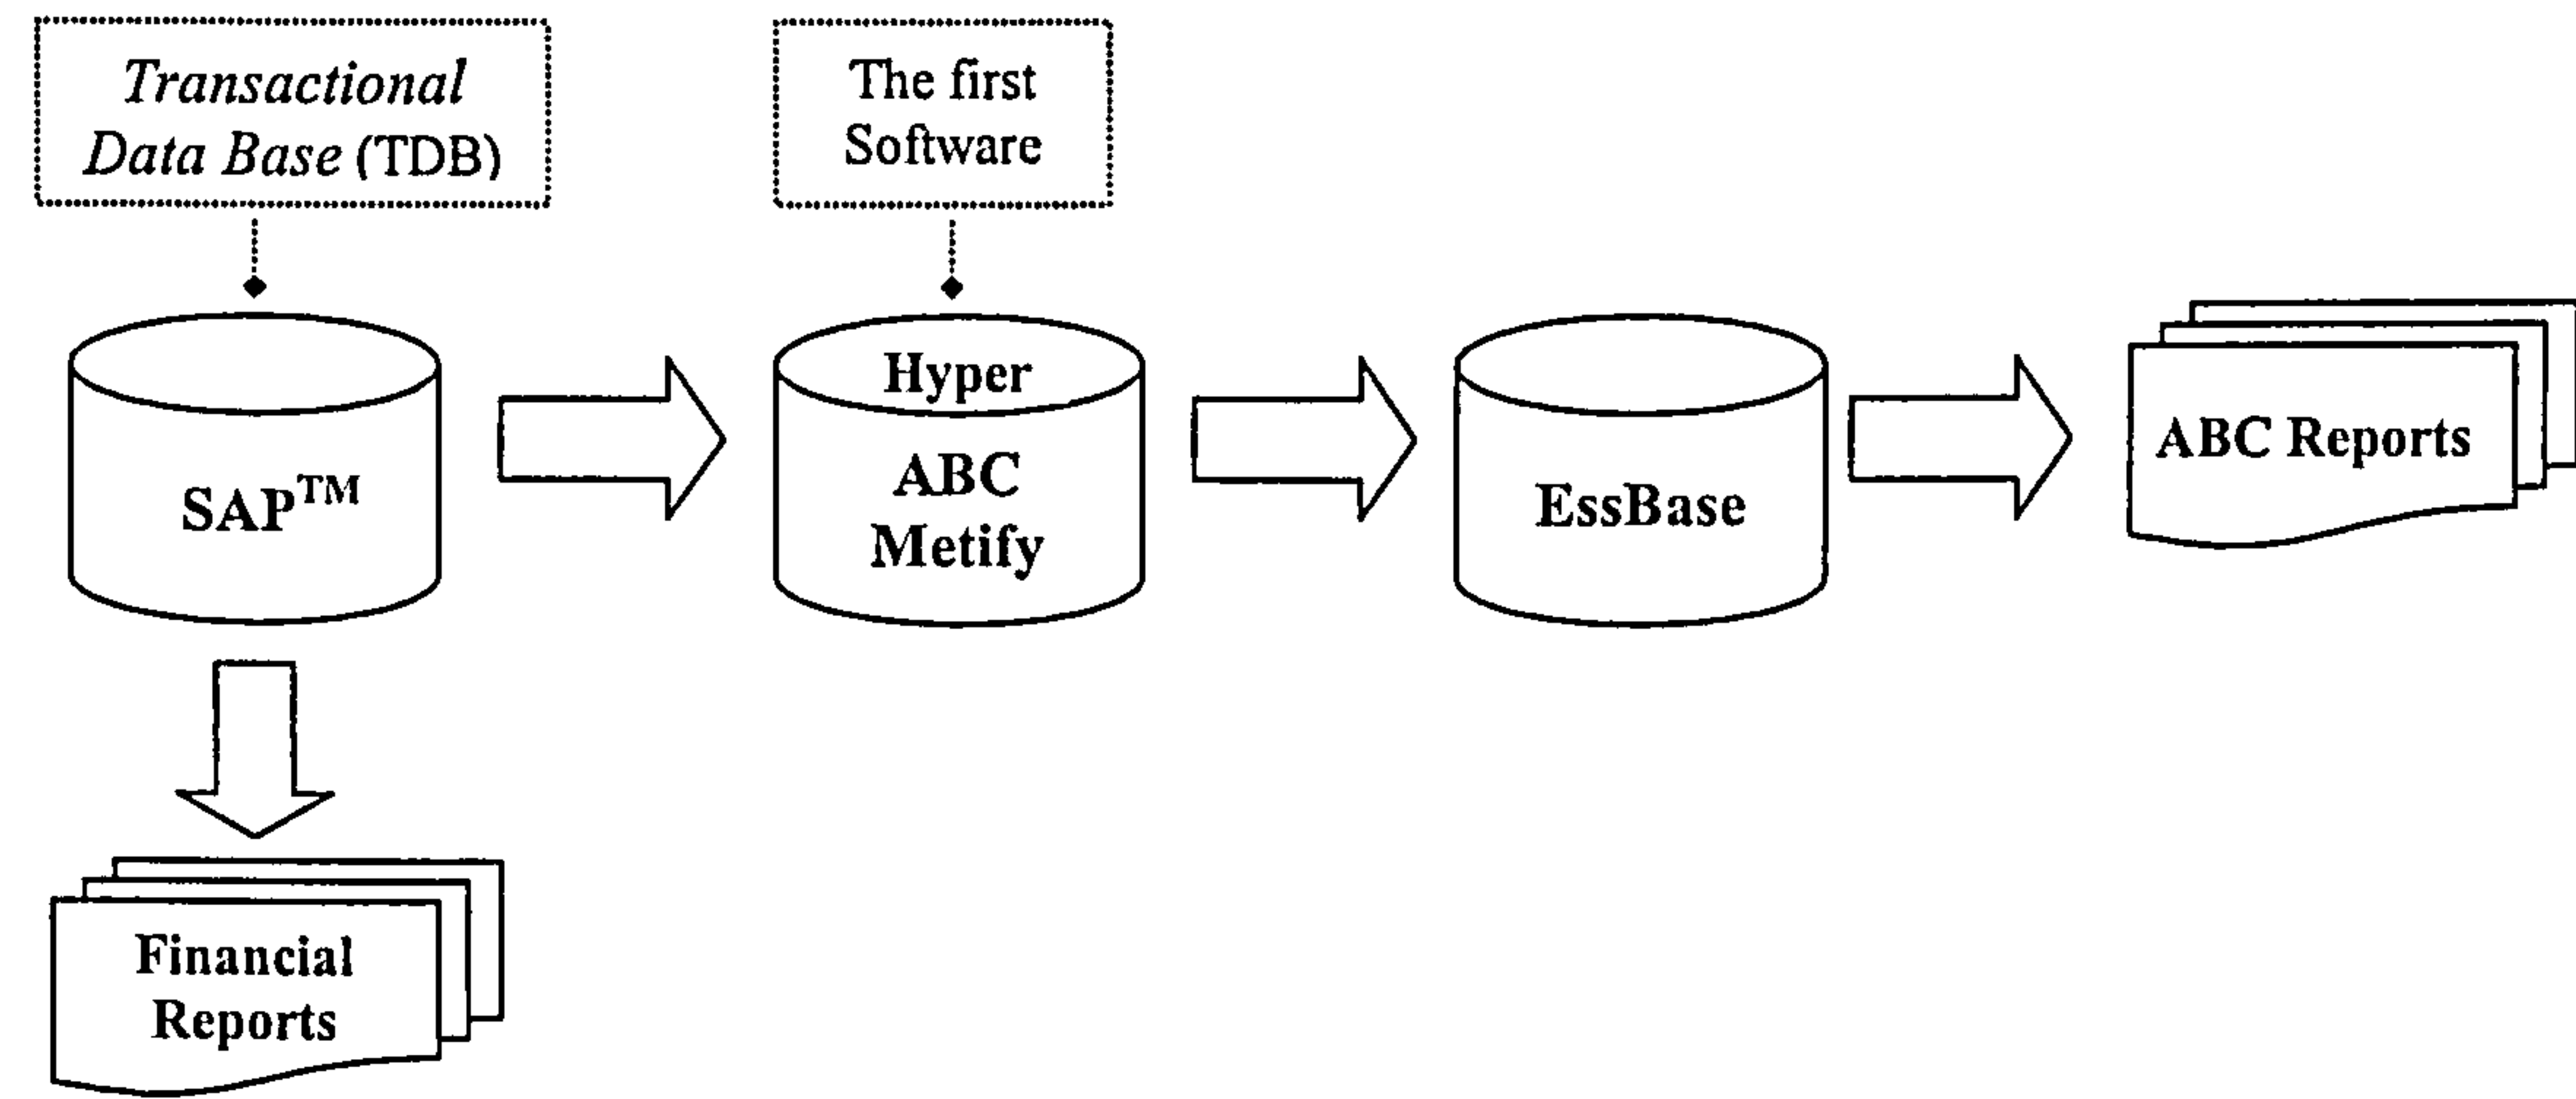 Transactional
Data Base (TDB)
The first
Software
SAP™
Hyper
ABC
Metify
EssBase
ABC Reports
Financial
Reports